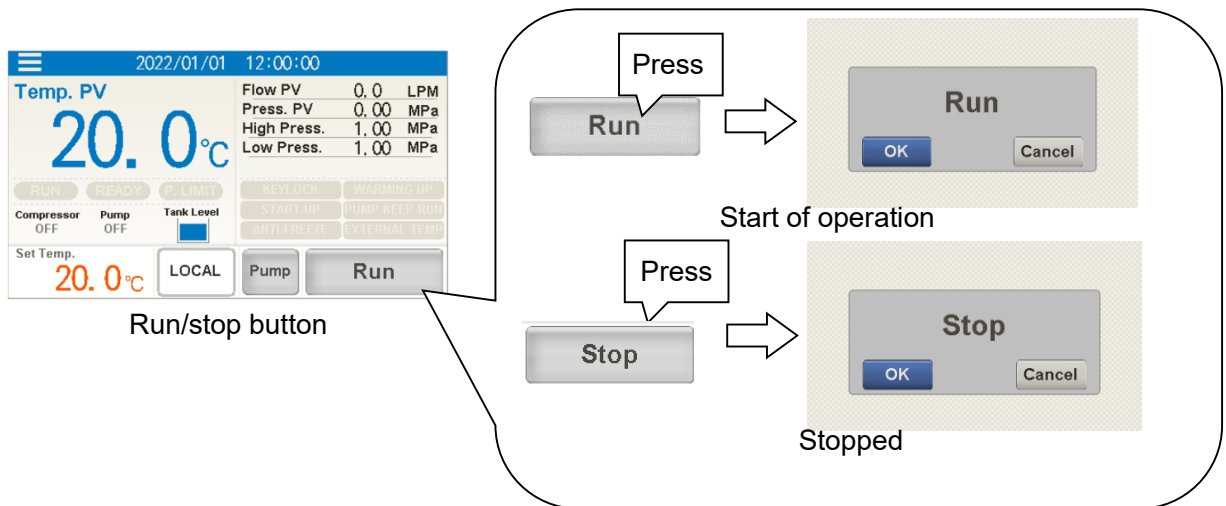 2022/01/01 12:00:00
Temp. PV
20. 0℃
Flow PV 0. 0 LPM
Press. PV 0. 00 MPa
High Press. 1. 00 MPa
Low Press. 1. 00 MPa
RUN READY P. LIMIT
KEYLOCK WARMING UP
START-UP PUMP KEEP RUN
ANTI-FREEZE EXTERNAL TEMP
Compressor Pump Tank Level
OFF OFF
Set Temp.
20. 0℃
LOCAL Pump Run
Run/stop button
Press
Run
Run
OK Cancel
Start of operation
Press
Stop
Stop
OK Cancel
Stopped